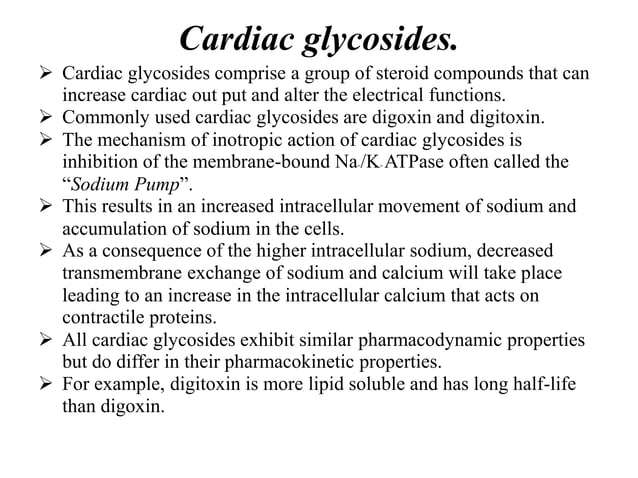 Cardiac glycosides.
➢ Cardiac glycosides comprise a group of steroid compounds that can
increase cardiac out put and alter the electrical functions.
➢ Commonly used cardiac glycosides are digoxin and digitoxin.
➢ The mechanism of inotropic action of cardiac glycosides is
inhibition of the membrane-bound Na+/K+ ATPase often called the
“Sodium Pump”.
➢ This results in an increased intracellular movement of sodium and
accumulation of sodium in the cells.
➢ As a consequence of the higher intracellular sodium, decreased
transmembrane exchange of sodium and calcium will take place
leading to an increase in the intracellular calcium that acts on
contractile proteins.
➢ All cardiac glycosides exhibit similar pharmacodynamic properties
but do differ in their pharmacokinetic properties.
➢ For example, digitoxin is more lipid soluble and has long half-life
than digoxin.